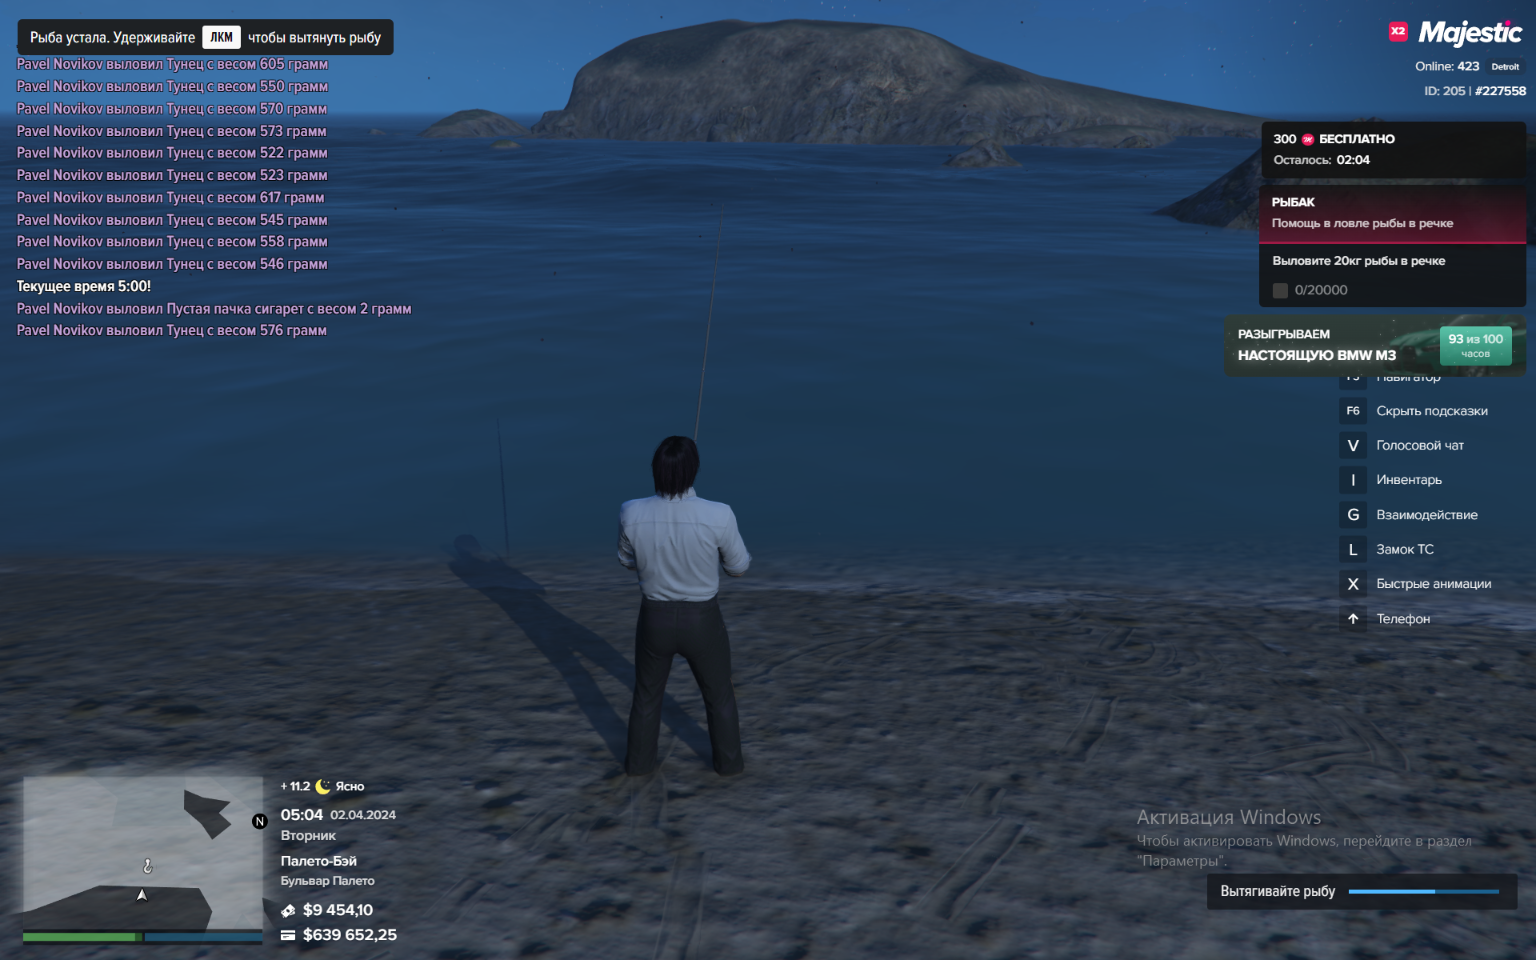 Рыба устала. Удерживайте ЛКМ чтобы вытянуть рыбу
Pavel Novikov выловил Тунец с весом 605 грамм
Pavel Novikov выловил Тунец с весом 550 грамм
Pavel Novikov выловил Тунец с весом 570 грамм
Pavel Novikov выловил Тунец с весом 573 грамм
Pavel Novikov выловил Тунец с весом 522 грамм
Pavel Novikov выловил Тунец с весом 523 грамм
Pavel Novikov выловил Тунец с весом 617 грамм
Pavel Novikov выловил Тунец с весом 545 грамм
Pavel Novikov выловил Тунец с весом 558 грамм
Pavel Novikov выловил Тунец с весом 546 грамм
Текущее время 5:00!
Pavel Novikov выловил Пустая пачка сигарет с весом 2 грамм
Pavel Novikov выловил Тунец с весом 576 грамм
X2 Majestic
Online: 423 Detroit
ID: 205 | #227558
300 БЕСПЛАТНО
Осталось: 02:04
РЫБАК
Помощь в ловле рыбы в речке
Выловите 20кг рыбы в речке
0/20000
РАЗЫГРЫВАЕМ
НАСТОЯЩУЮ BMW M3
93 из 100
часов
Навигатор
F6 Скрыть подсказки
V Голосовой чат
I Инвентарь
G Взаимодействие
L Замок ТС
X Быстрые анимации
↑ Телефон
N
+ 11.2 Ясно
05:04 02.04.2024
Вторник
Палето-Бэй
Бульвар Палето
$9 454,10
$639 652,25
Активация Windows
Чтобы активировать Windows, перейдите в раздел
"Параметры".
Вытягивайте рыбу